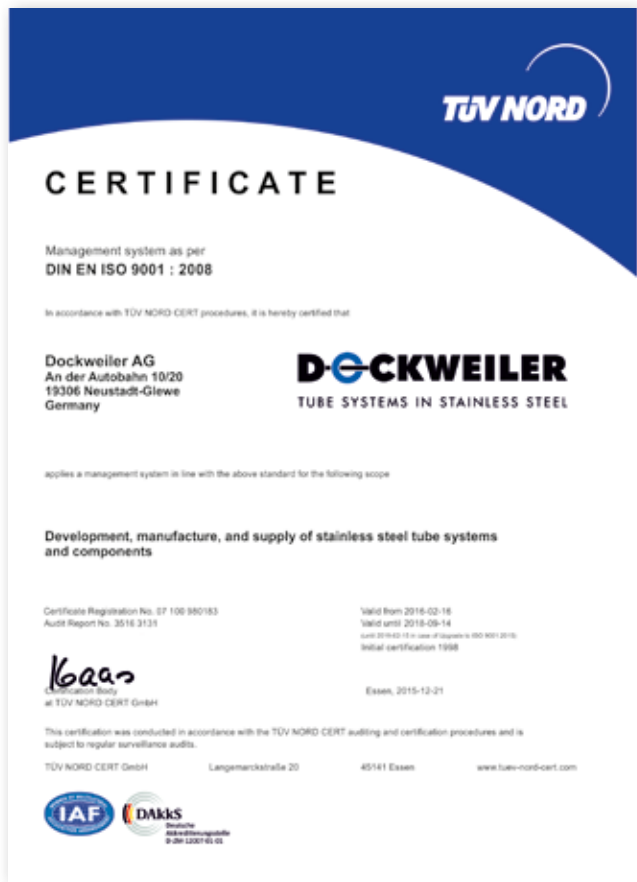 TÜV NORD
CERTIFICATE
Management system as per
DIN EN ISO 9001 : 2008
In accordance with TÜV NORD CERT procedures, it is hereby certified that
Dockweiler AG
An der Autobahn 10/20
19306 Neustadt-Glewe
Germany
DOCKWEILER
TUBE SYSTEMS IN STAINLESS STEEL
applies a management system in line with the above standard for the following scope
Development, manufacture, and supply of stainless steel tube systems
and components
Certificate Registration No. 07 100 980183
Audit Report No. 3516 3131
Valid from 2016-02-16
Valid until 2018-09-14
Initial certification 1998
Certification Body
at TÜV NORD CERT GmbH
Essen, 2015-12-21
This certification was conducted in accordance with the TÜV NORD CERT auditing and certification procedures and is
subject to regular surveillance audits.
TÜV NORD CERT GmbH Langemarckstraße 20 45141 Essen www.tuev-nord-cert.com
IAF
DAkkS
Deutsche
Akkreditierungsstelle